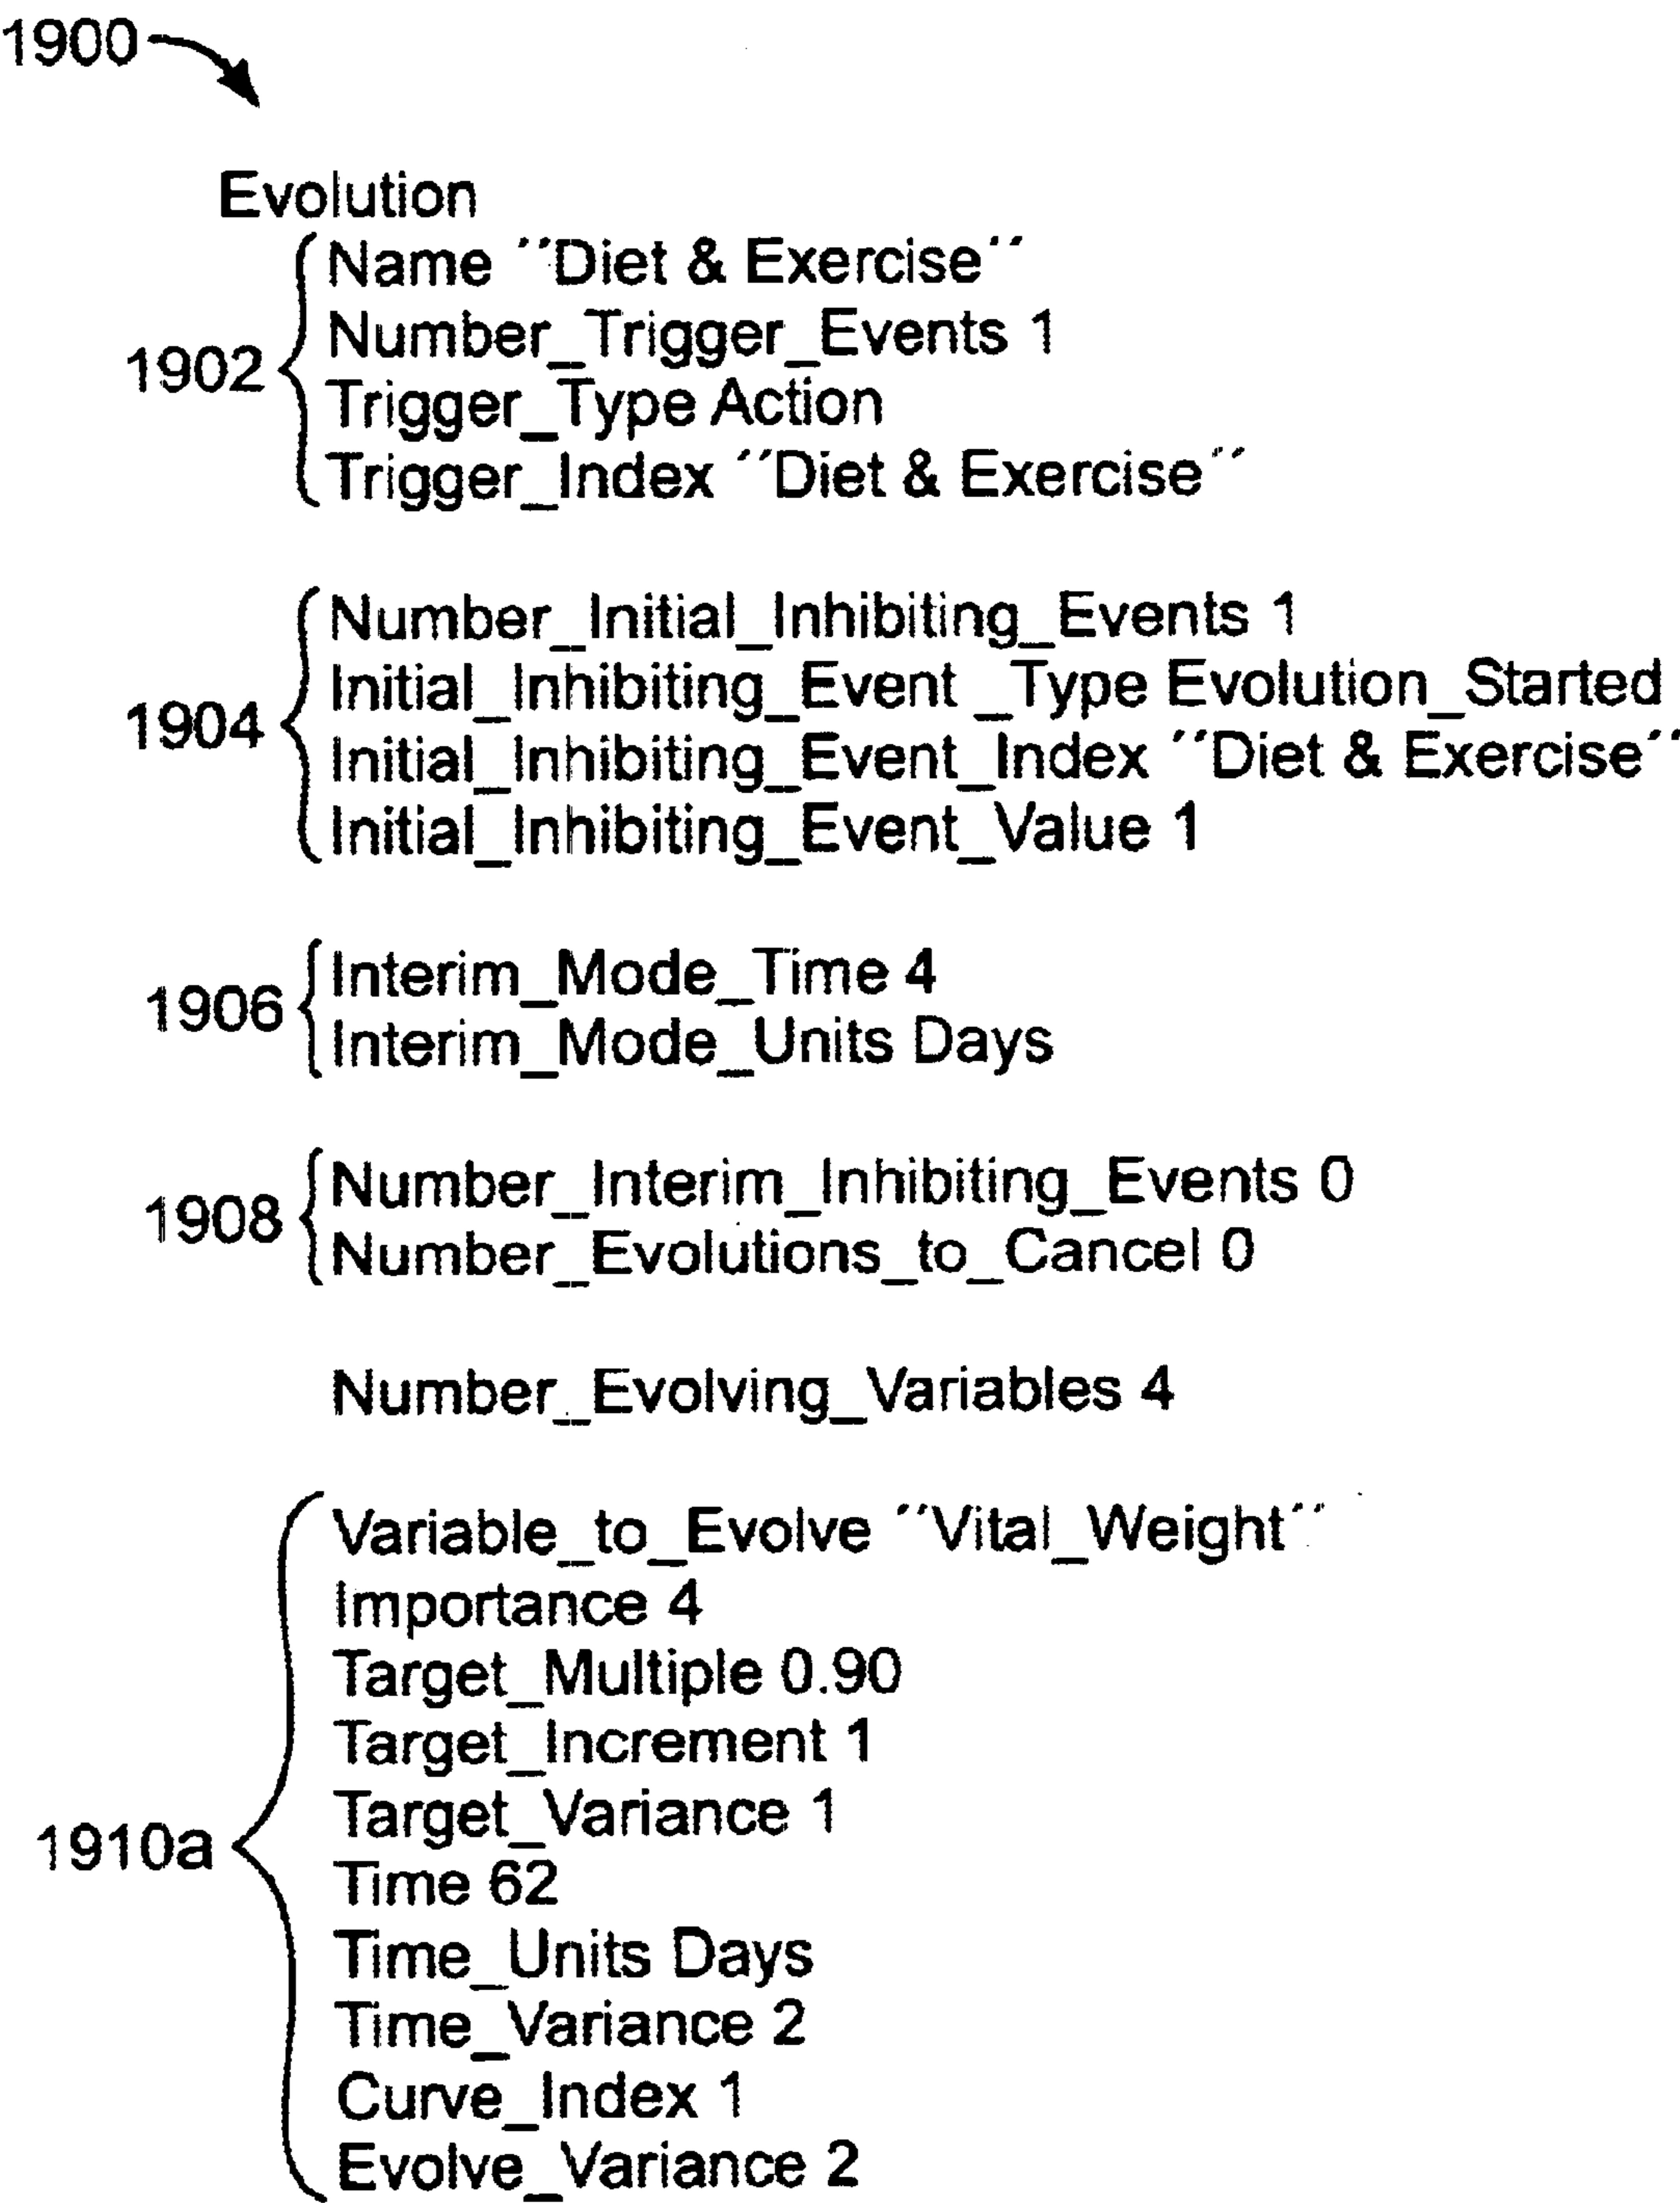 1900
Evolution
Name ´´Diet & Exercise´´
Number_Trigger_Events 1
1902
Trigger_Type Action
Trigger_Index ´´Diet & Exercise´´
Number_Initial_Inhibiting_Events 1
Initial_Inhibiting_Event _Type Evolution_Started
1904
Initial_Inhibiting_Event_Index ´´Diet & Exercise´´
Initial_Inhibiting_Event_Value 1
Interim_Mode_Time 4
1906
Interim_Mode_Units Days
Number_Interim_Inhibiting_Events 0
1908
Number_Evolutions_to_Cancel 0
Number_Evolving_Variables 4
Variable_to_Evolve ´´Vital_Weight´´
Importance 4
Target_Multiple 0.90
Target_Increment 1
Target_Variance 1
1910a
Time 62
Time_Units Days
Time_Variance 2
Curve_Index 1
Evolve_Variance 2